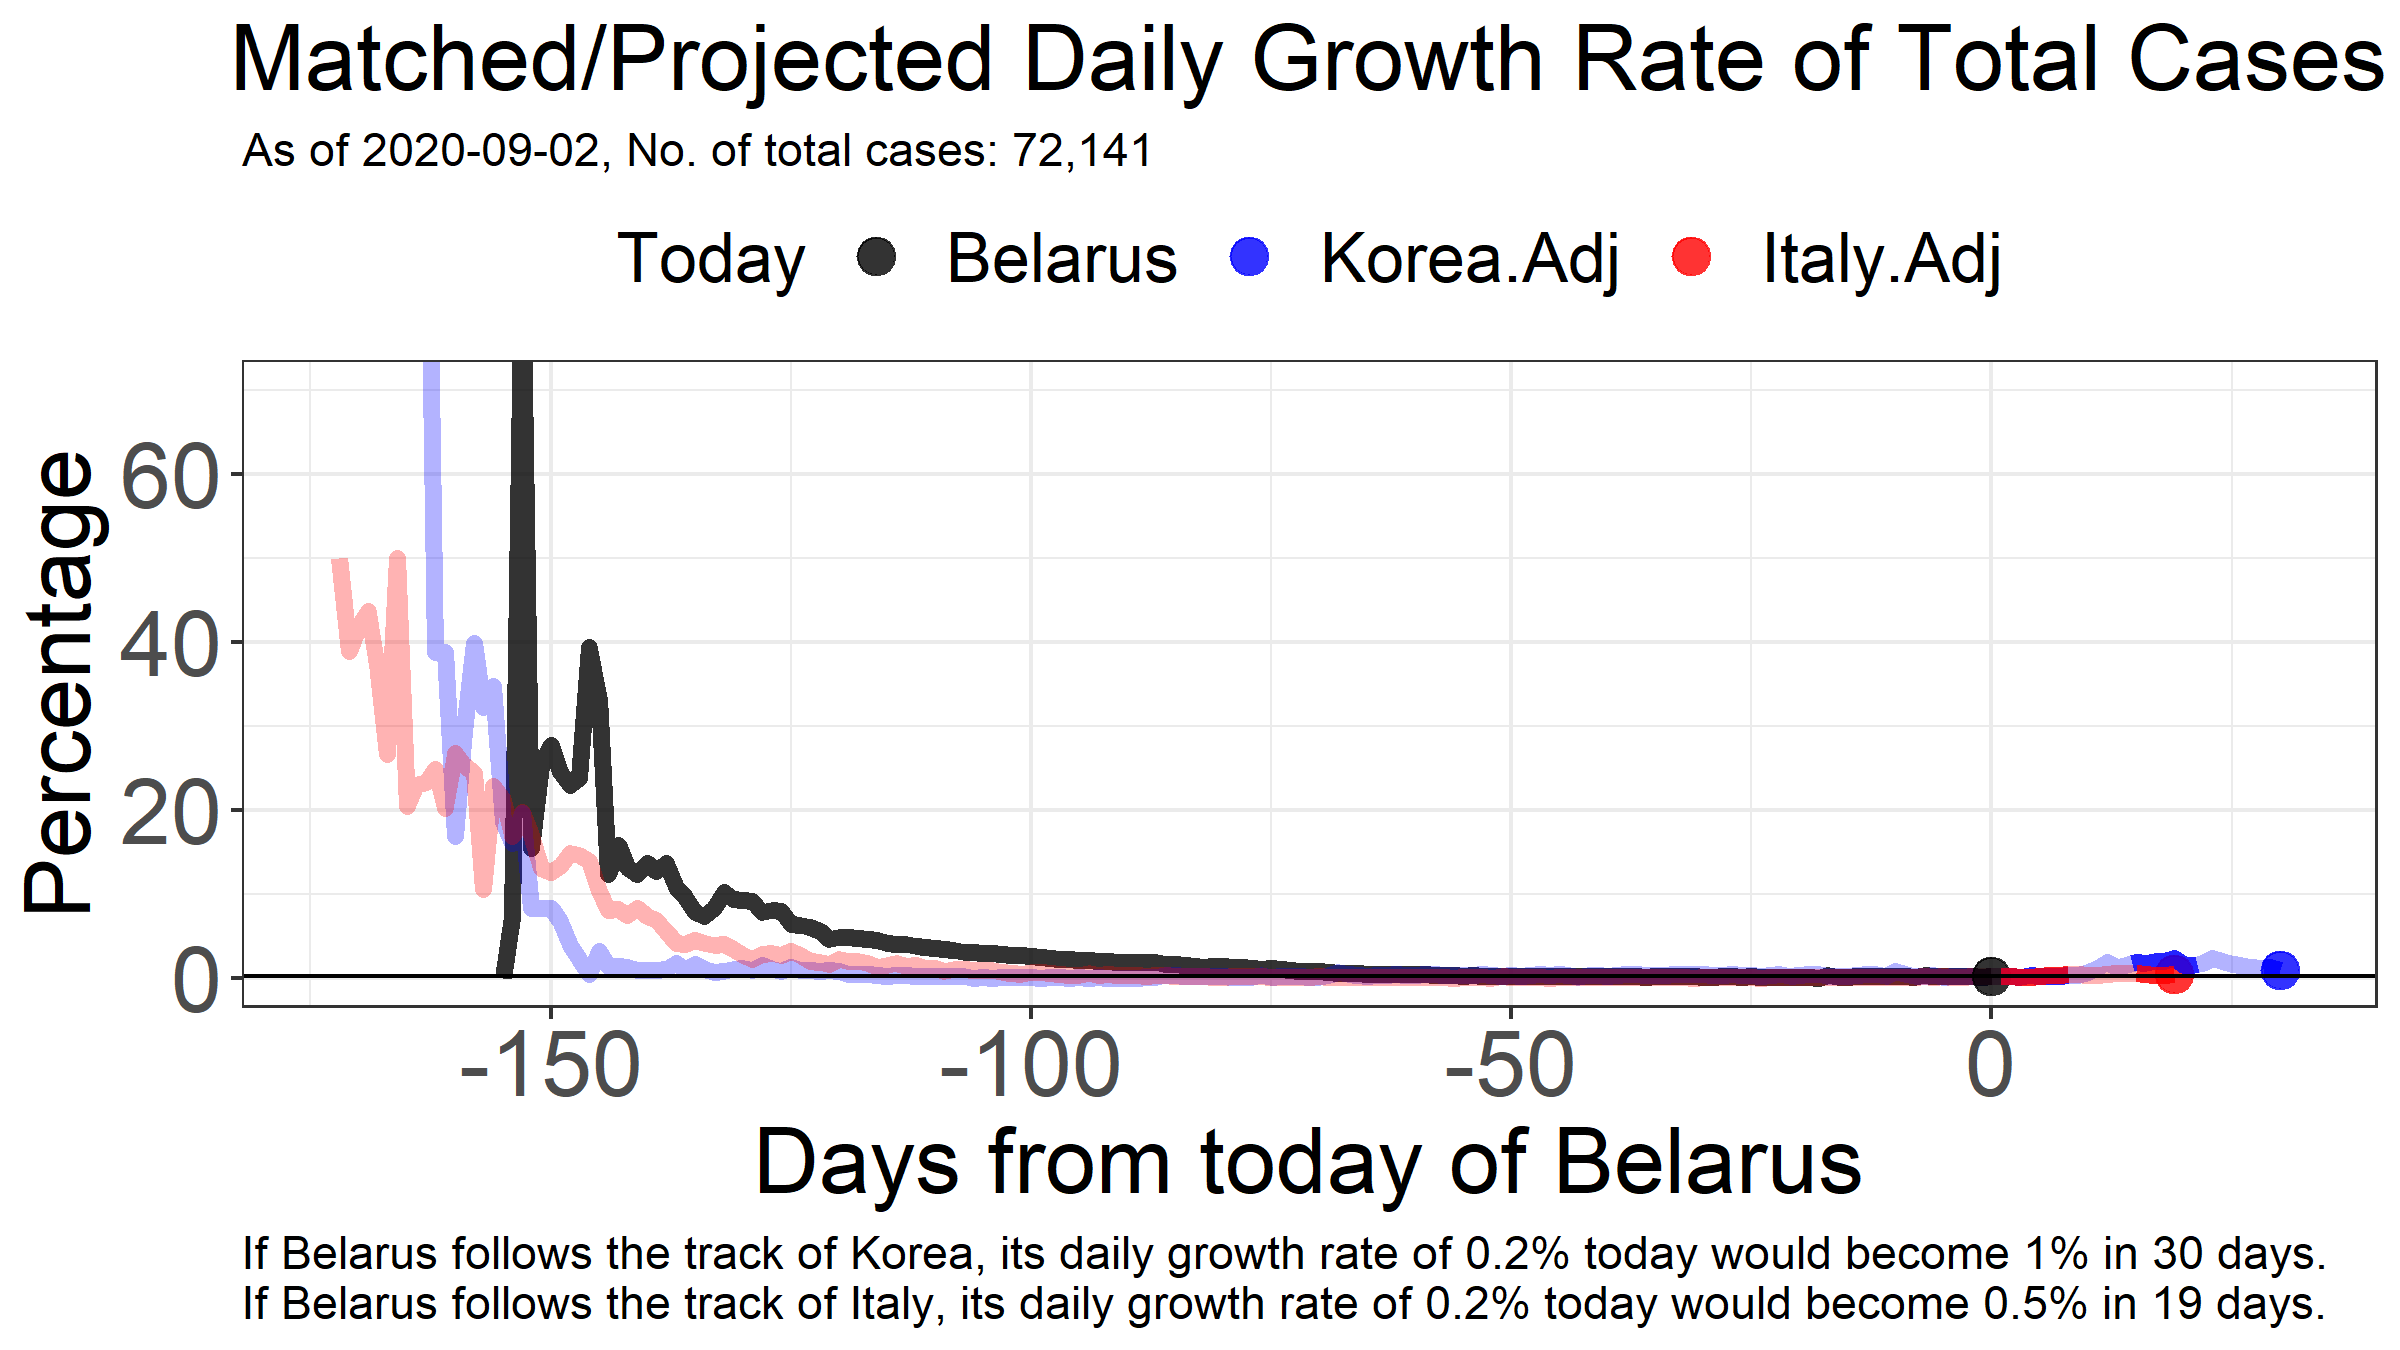 Matched/Projected Daily Growth Rate of Total Cases
As of 2020-09-02, No. of total cases: 72,141
Today Belarus Korea.Adj Italy.Adj
Percentage
60
40
20
0
-150 -100 -50 0
Days from today of Belarus
If Belarus follows the track of Korea, its daily growth rate of 0.2% today would become 1% in 30 days.
If Belarus follows the track of Italy, its daily growth rate of 0.2% today would become 0.5% in 19 days.